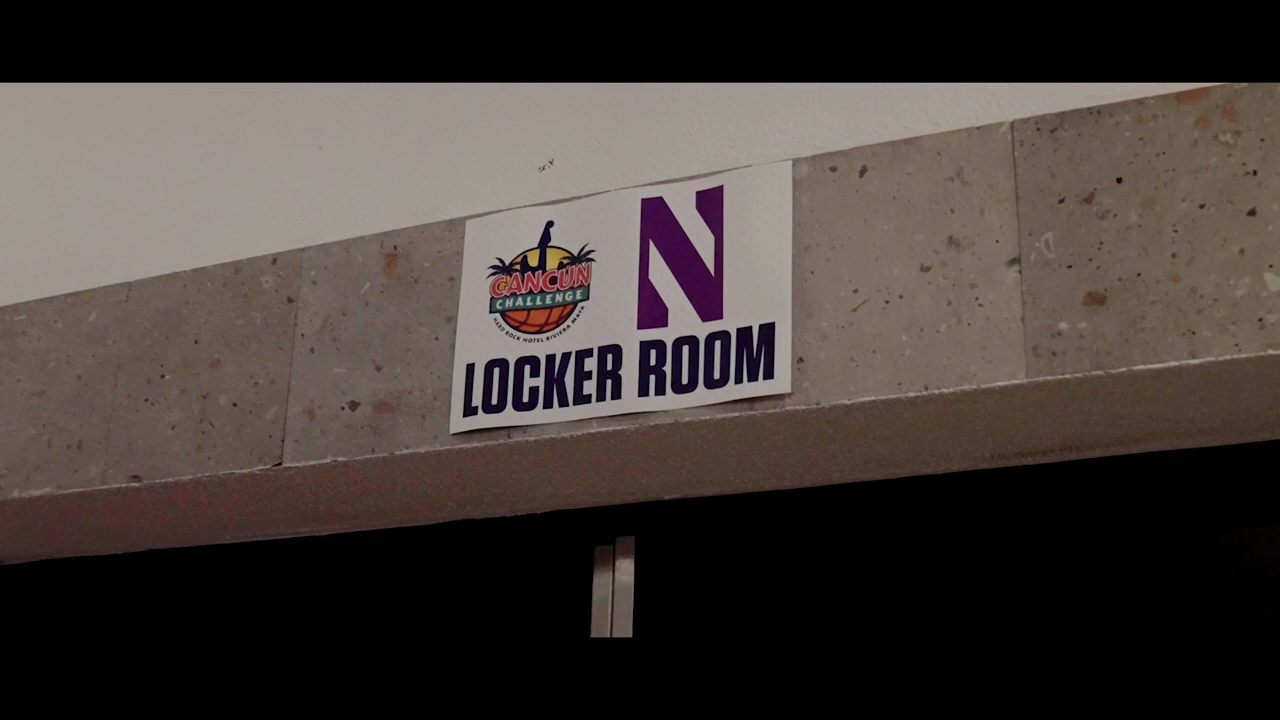 CANCUN
CHALLENGE
HARD ROCK HOTEL RIVIERA MAYA
N
LOCKER ROOM